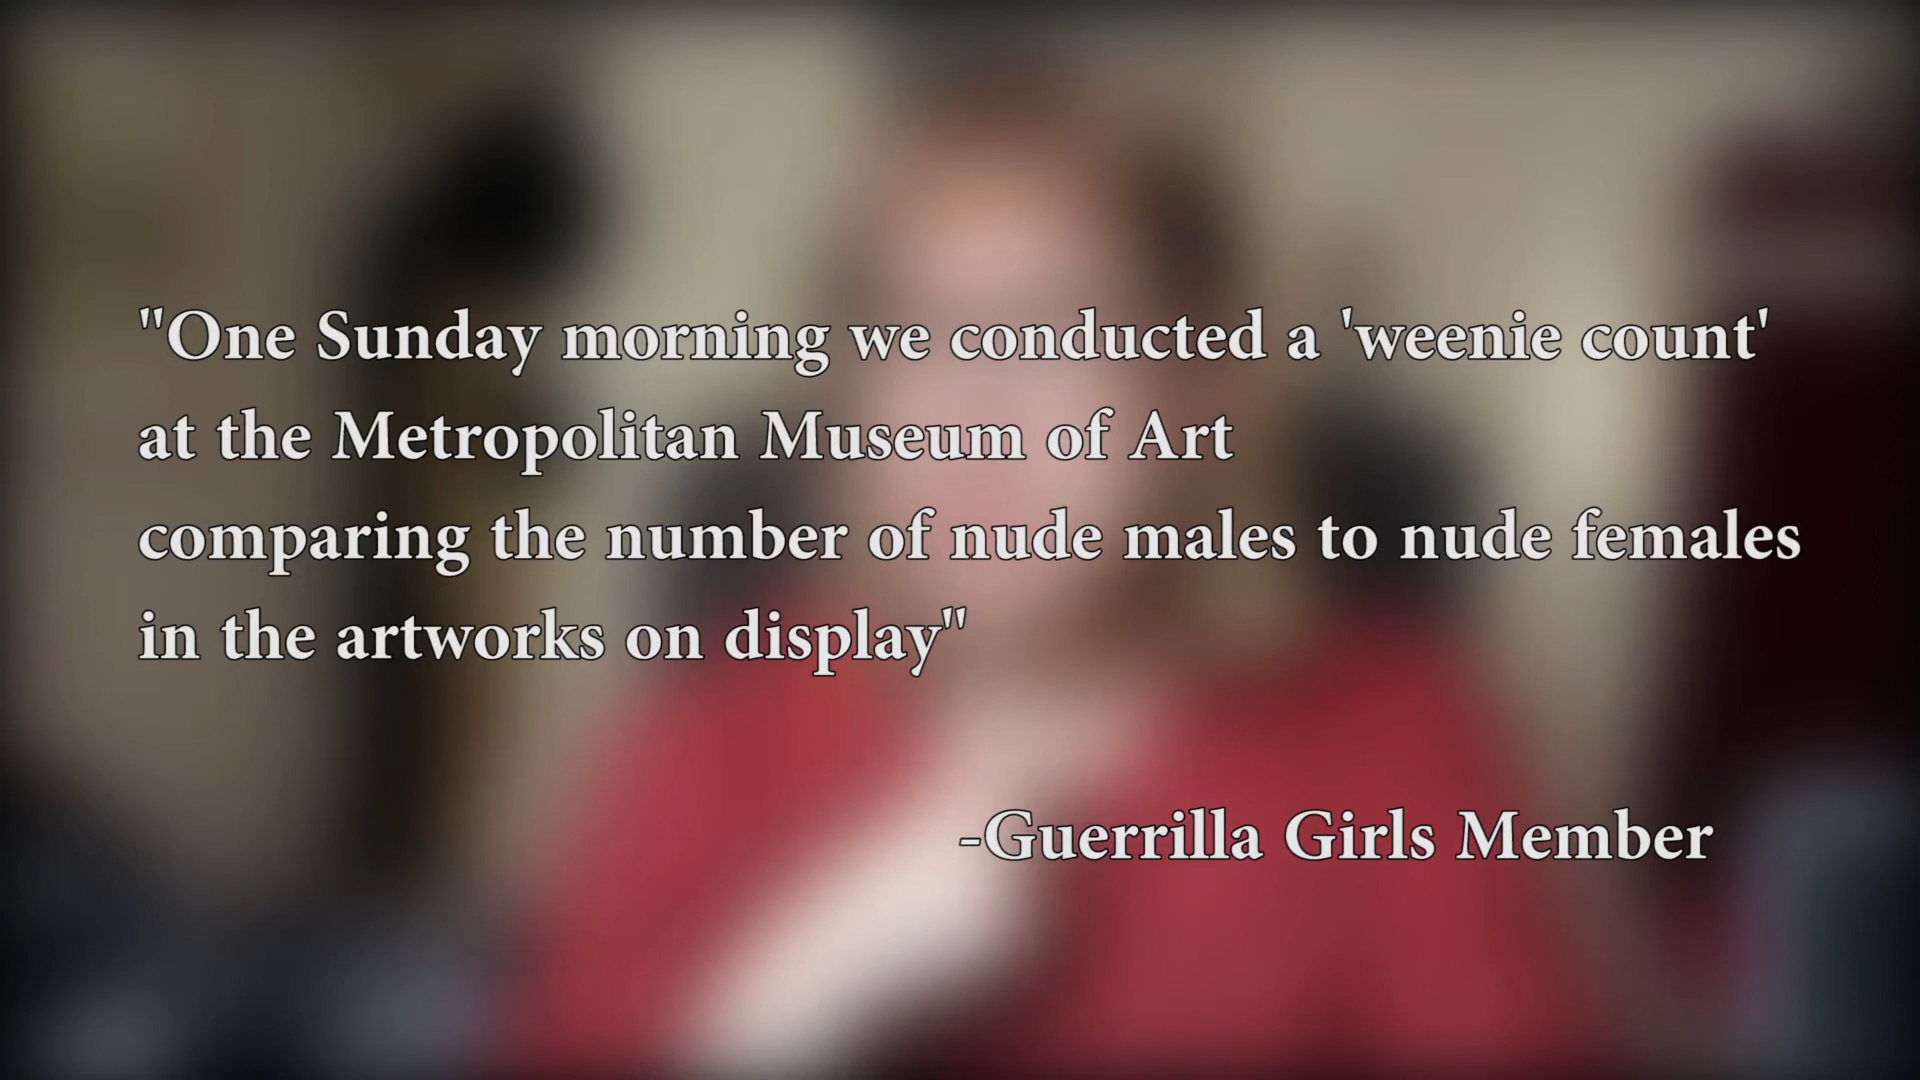 "One Sunday morning we conducted a 'weenie count'
at the Metropolitan Museum of Art
comparing the number of nude males to nude females
in the artworks on display"
-Guerrilla Girls Member